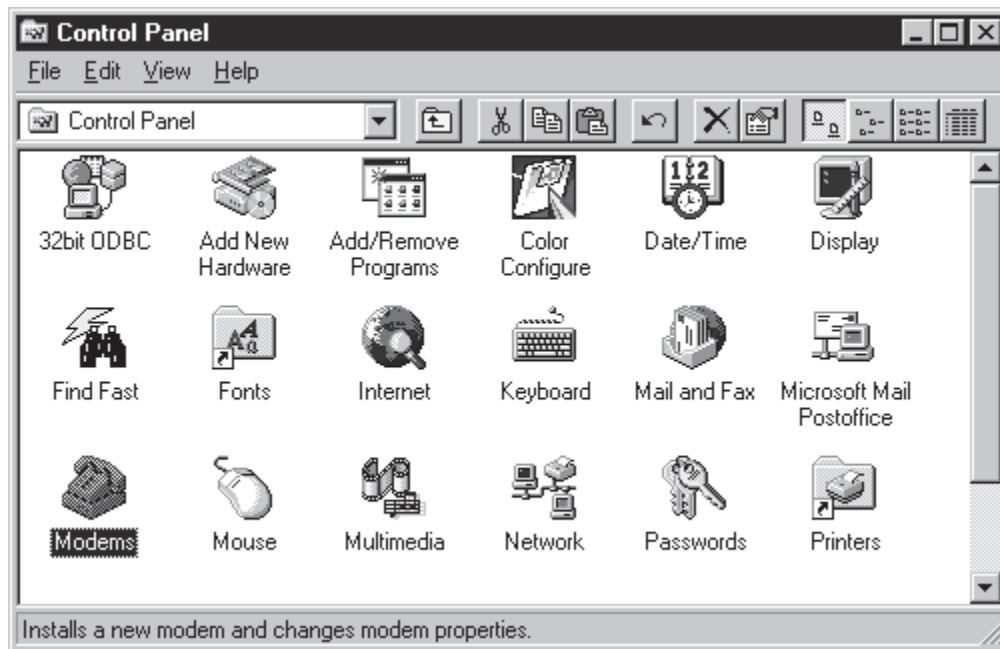 Control Panel
File Edit View Help
Control Panel
32bit ODBC
Add New
Hardware
Add/Remove
Programs
Color
Configure
Date/Time
Display
Find Fast
Fonts
Internet
Keyboard
Mail and Fax
Microsoft Mail
Postoffice
Modems
Mouse
Multimedia
Network
Passwords
Printers
Installs a new modem and changes modem properties.